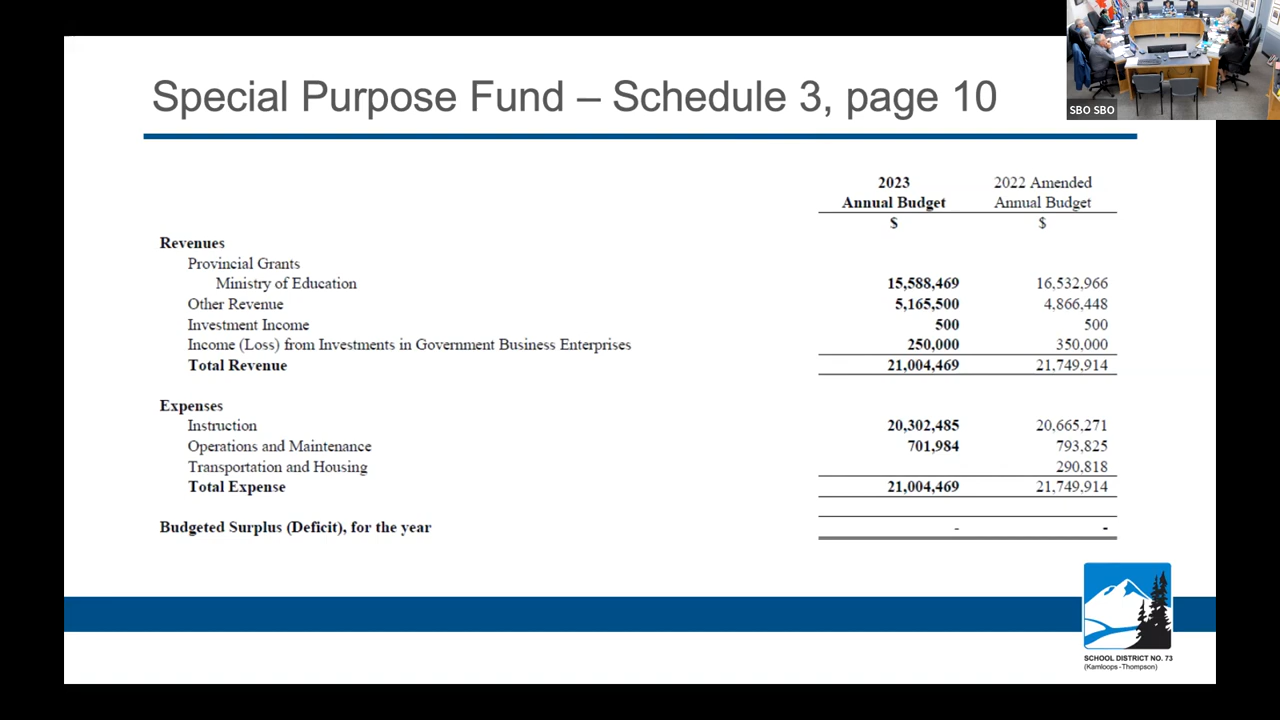 Special Purpose Fund – Schedule 3, page 10
SBO SBO
2023 2022 Amended
Annual Budget Annual Budget
$ $
Revenues
Provincial Grants
Ministry of Education 15,588,469 16,532,966
Other Revenue 5,165,500 4,866,448
Investment Income 500 500
Income (Loss) from Investments in Government Business Enterprises 250,000 350,000
Total Revenue 21,004,469 21,749,914
Expenses
Instruction 20,302,485 20,665,271
Operations and Maintenance 701,984 793,825
Transportation and Housing 290,818
Total Expense 21,004,469 21,749,914
Budgeted Surplus (Deficit), for the year - -
SCHOOL DISTRICT NO. 73
(Kamloops -Thompson)